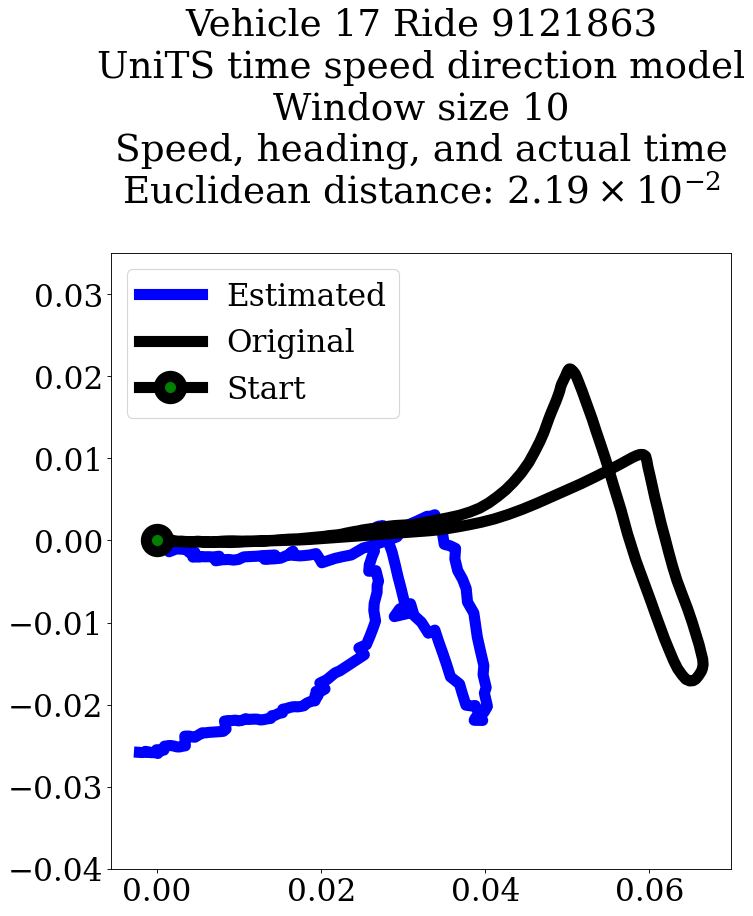 Vehicle 17 Ride 9121863
UniTS time speed direction model
Window size 10
Speed, heading, and actual time
Euclidean distance: 2.19 × 10⁻²
Estimated
Original
Start
0.03
0.02
0.01
0.00
−0.01
−0.02
−0.03
−0.04
0.00 0.02 0.04 0.06